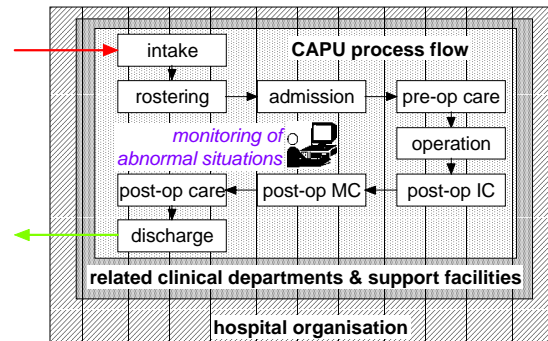 intake
CAPU process flow
rostering
admission
pre-op care
monitoring of
abnormal situations
operation
post-op care
post-op MC
post-op IC
discharge
related clinical departments & support facilities
hospital organisation